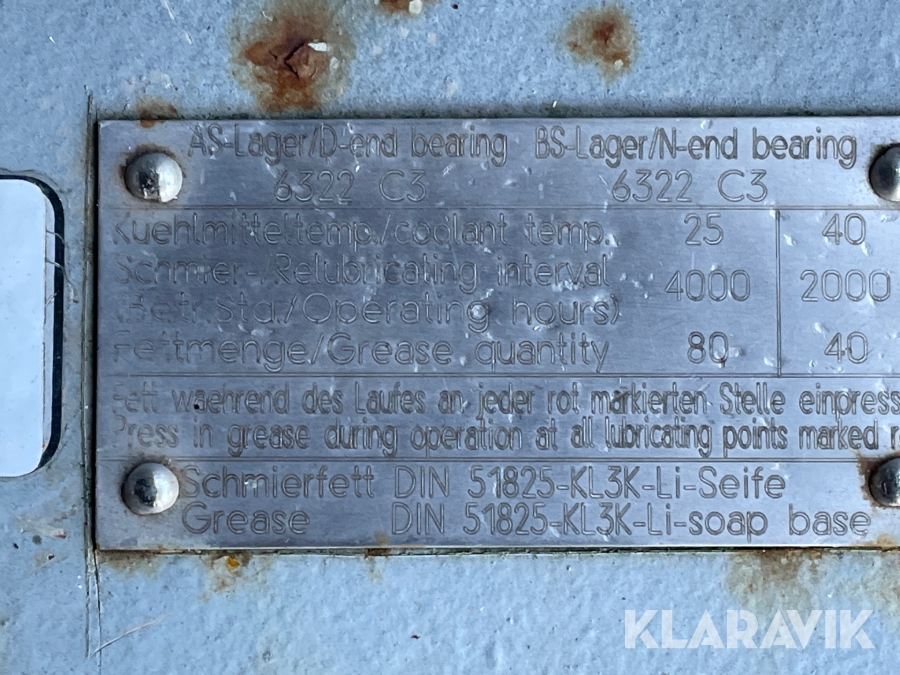 AS-Lager/D-end bearing BS-Lager/N-end bearing
6322 C3 6322 C3
Kuehlmitteltemp./coolant temp. 25 40
Schmier-/Relubricating interval
(Betr. Std./Operating hours) 4000 2000
Fettmenge/Grease quantity 80 40
Fett waehrend des Laufes an jeder rot markierten Stelle einpress
Press in grease during operation at all lubricating points marked r
Schmierfett DIN 51825-KL3K-Li-Seife
Grease DIN 51825-KL3K-Li-soap base
KLARAVIK